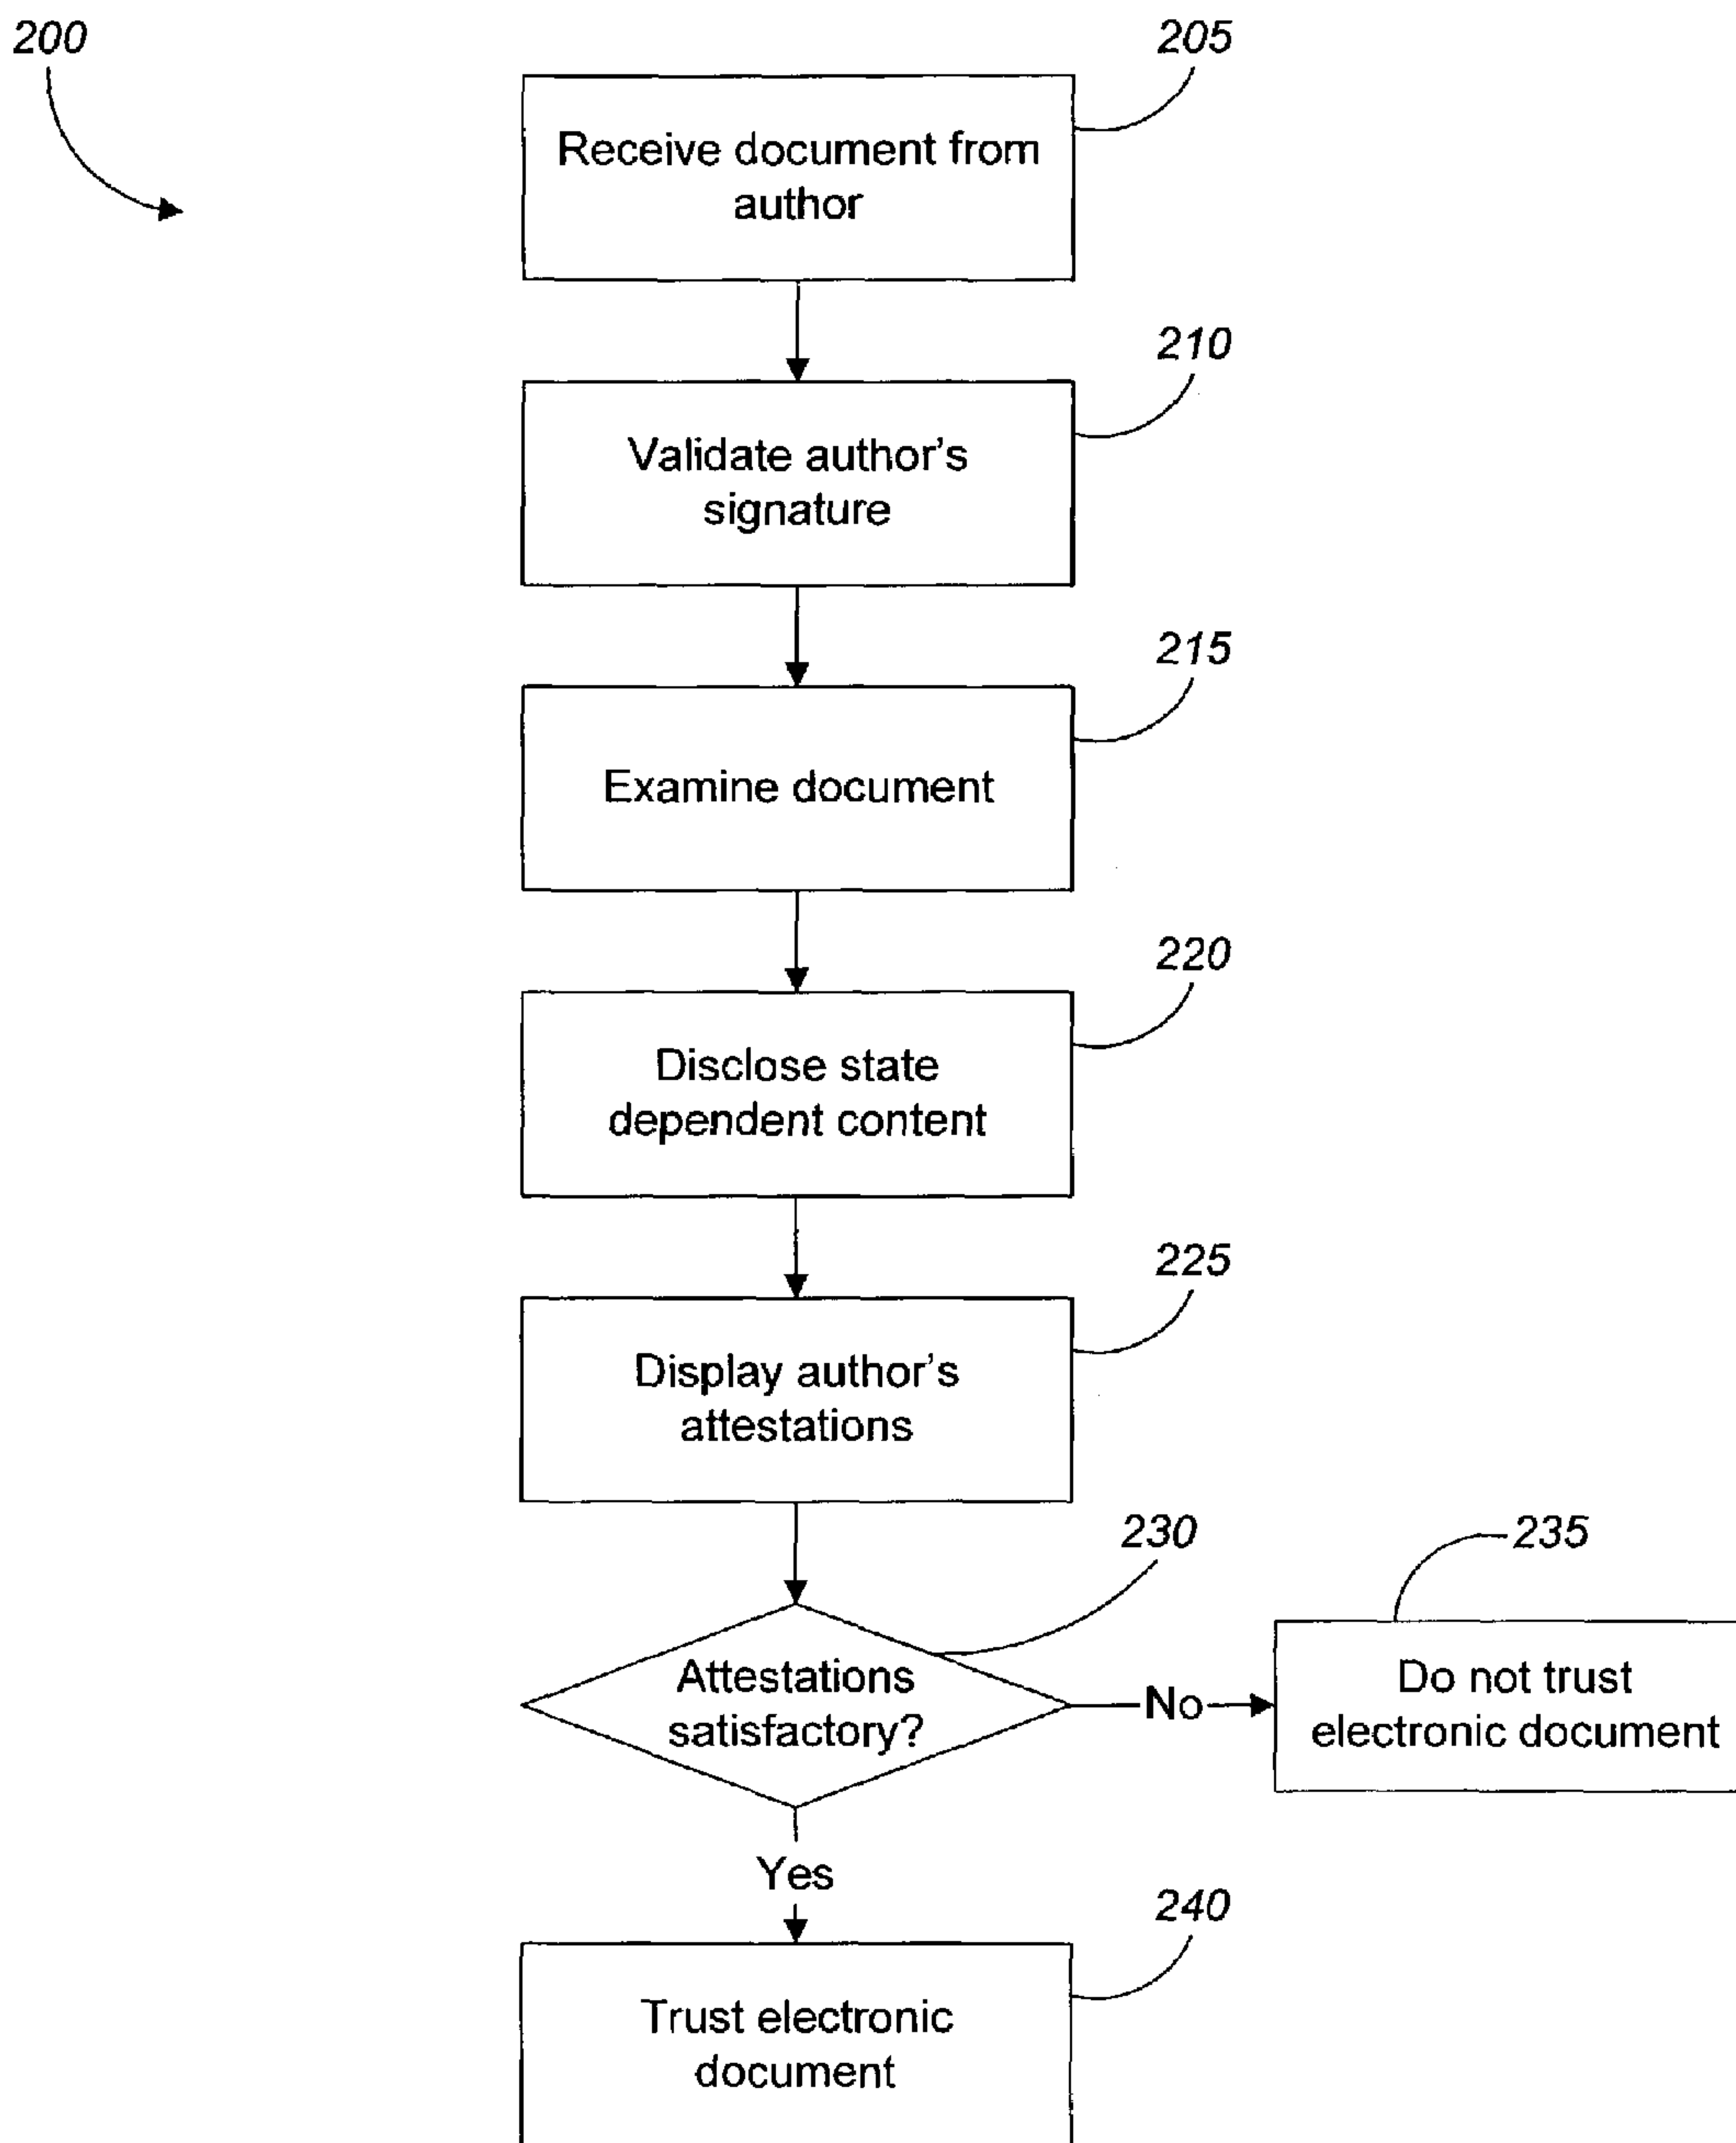 200
205
Receive document from
author
210
Validate author's
signature
215
Examine document
220
Disclose state
dependent content
225
Display author's
attestations
230
Attestations
satisfactory?
No
235
Do not trust
electronic document
Yes
240
Trust electronic
document